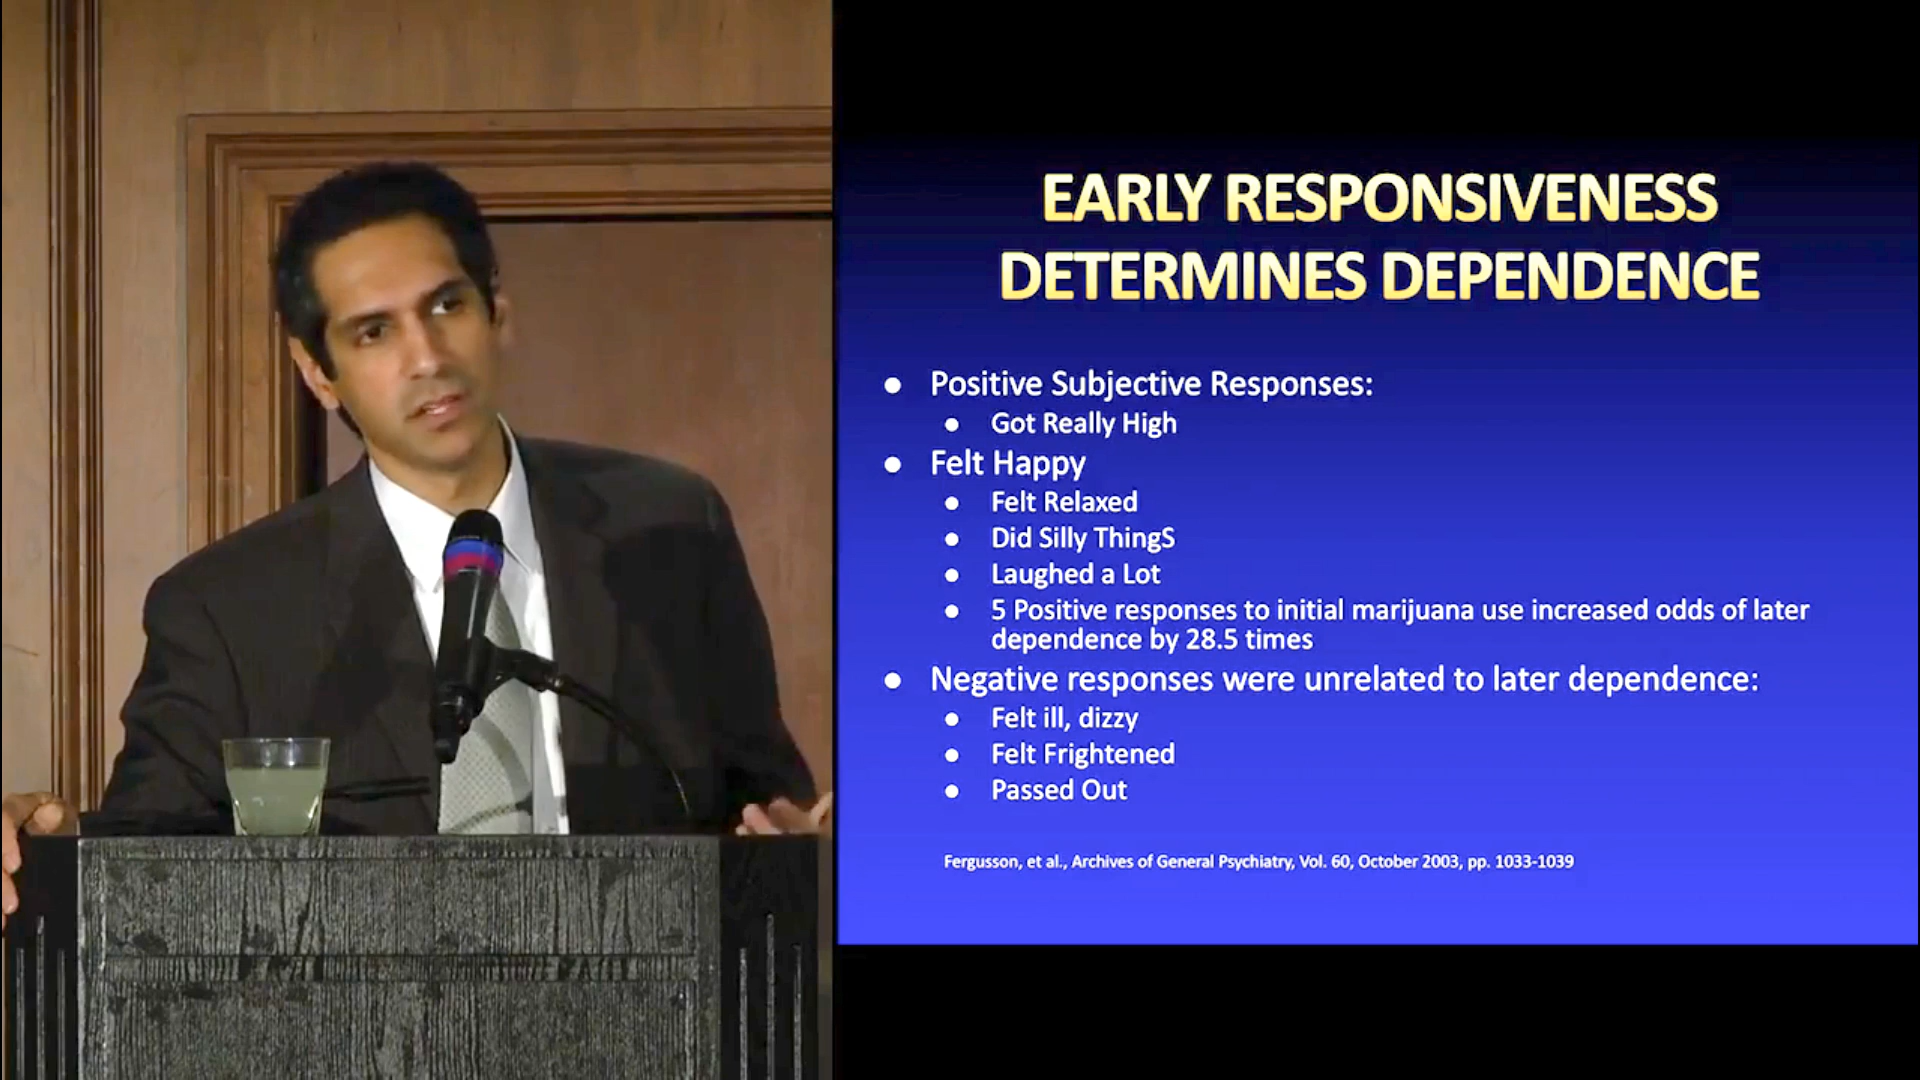 EARLY RESPONSIVENESS
DETERMINES DEPENDENCE
● Positive Subjective Responses:
● Got Really High
● Felt Happy
● Felt Relaxed
● Did Silly ThingS
● Laughed a Lot
● 5 Positive responses to initial marijuana use increased odds of later
dependence by 28.5 times
● Negative responses were unrelated to later dependence:
● Felt ill, dizzy
● Felt Frightened
● Passed Out
Fergusson, et al., Archives of General Psychiatry, Vol. 60, October 2003, pp. 1033-1039